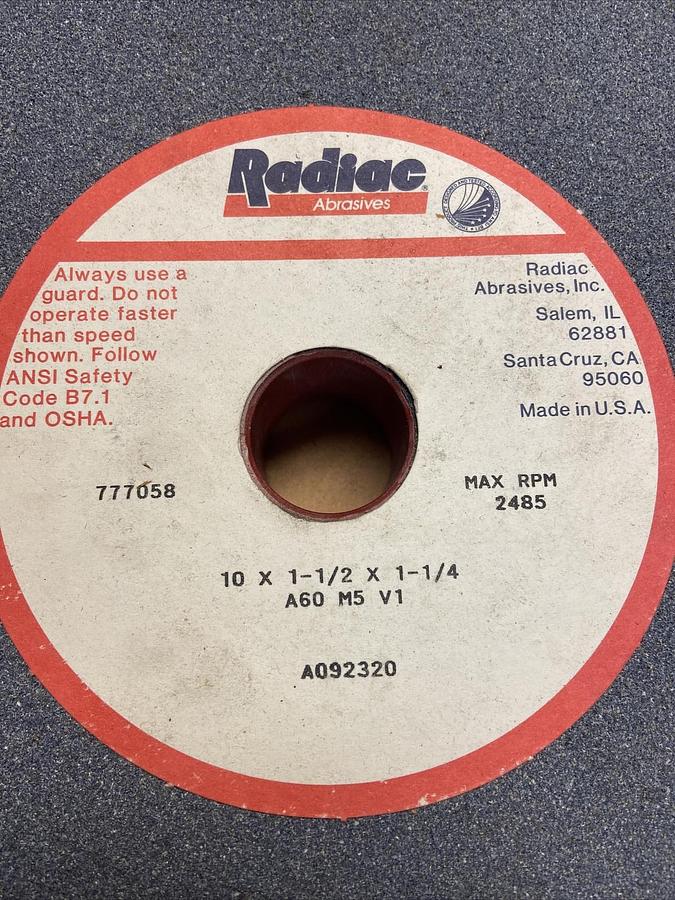 Radiac®
Abrasives
Always use a
guard. Do not
operate faster
than speed
shown. Follow
ANSI Safety
Code B7.1
and OSHA.
Radiac
Abrasives, Inc.
Salem, IL
62881
Santa Cruz, CA
95060
Made in U.S.A.
777058
MAX RPM
2485
10 X 1-1/2 X 1-1/4
A60 M5 V1
A092320